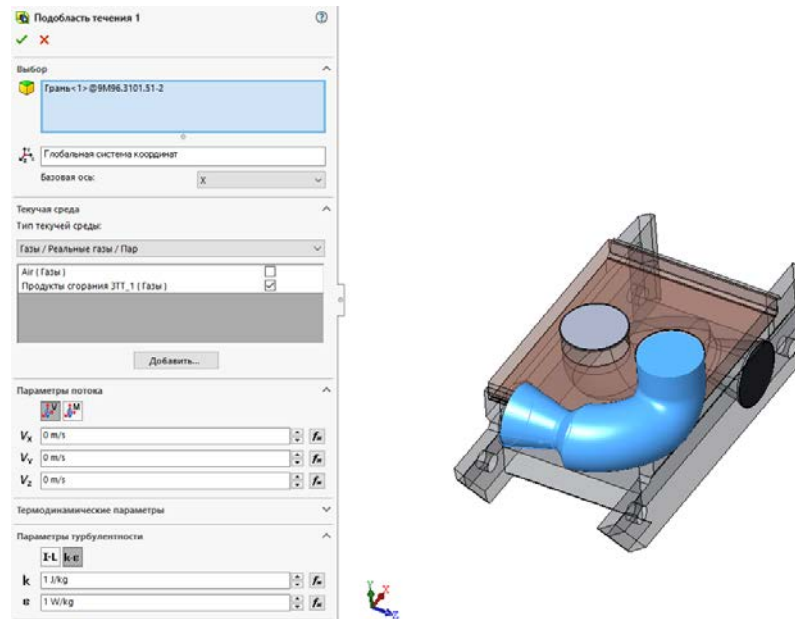 Подобласть течения 1
Выбор
Грань<1>@9М96.3101.51-2
Глобальная система координат
Базовая ось:
X
Текучая среда
Тип текучей среды:
Газы / Реальные газы / Пар
Air ( Газы )
Продукты сгорания ЗТТ_1 ( Газы )
Добавить...
Параметры потока
V M
Vx 0 m/s
VY 0 m/s
Vz 0 m/s
Термодинамические параметры
Параметры турбулентности
I-L k-ε
k 1 J/kg
ε 1 W/kg
Y X Z